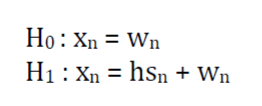 H₀ : xₙ = wₙ
H₁ : xₙ = hsₙ + wₙ